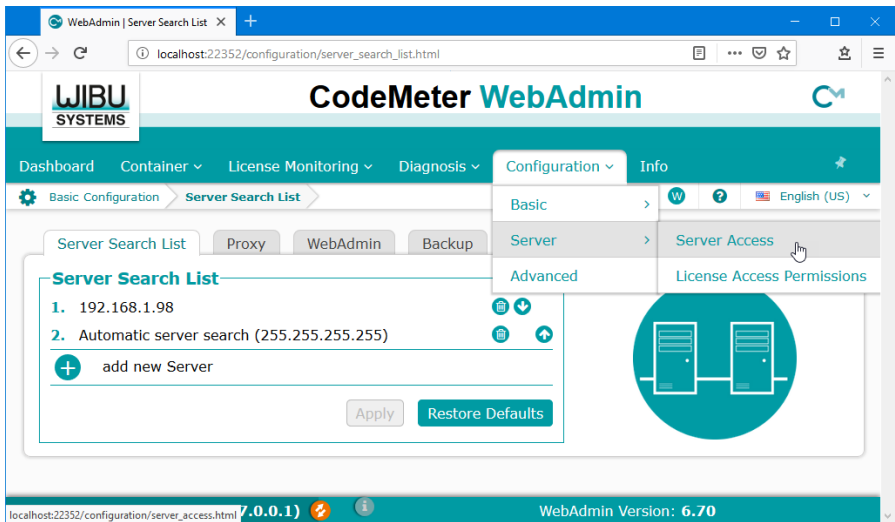 WebAdmin | Server Search List
localhost:22352/configuration/server_search_list.html
WIBU
SYSTEMS
CodeMeter WebAdmin
Dashboard Container License Monitoring Diagnosis Configuration Info
Basic Configuration Server Search List
W ? English (US)
Basic
Server
Advanced
Server Access
License Access Permissions
Server Search List Proxy WebAdmin Backup
Server Search List
1. 192.168.1.98
2. Automatic server search (255.255.255.255)
add new Server
Apply Restore Defaults
localhost:22352/configuration/server_access.html 7.0.0.1) WebAdmin Version: 6.70